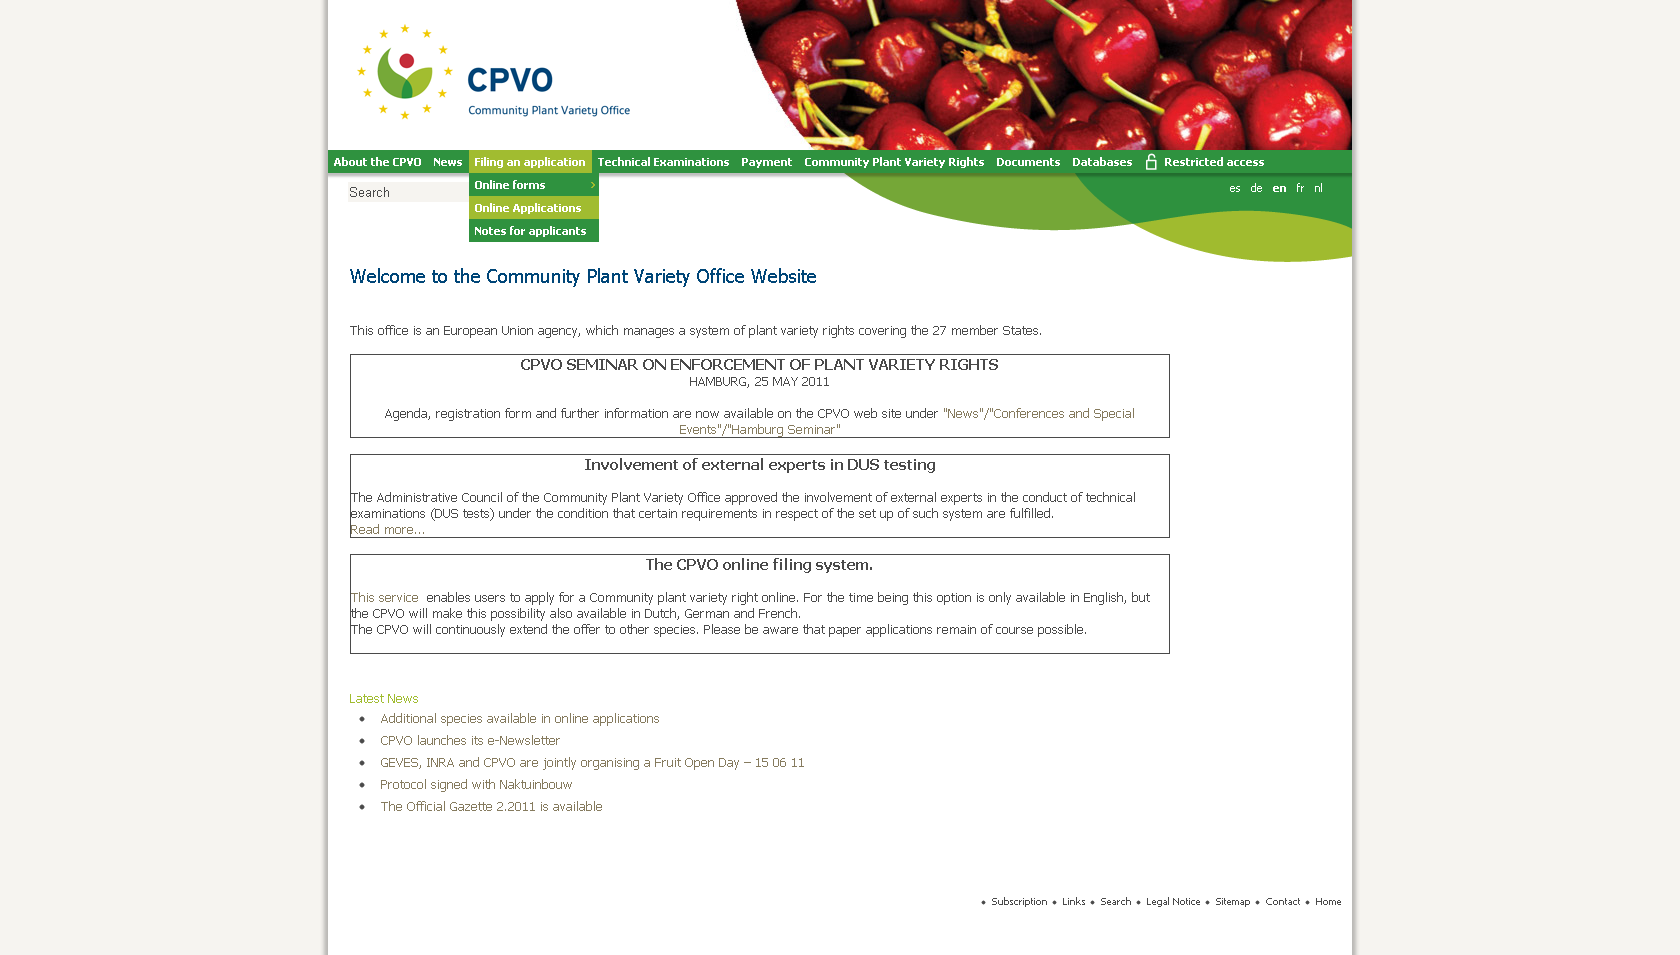 CPVO
Community Plant Variety Office
About the CPVO News Filing an application Technical Examinations Payment Community Plant Variety Rights Documents Databases Restricted access
Search
Online forms
Online Applications
Notes for applicants
es de en fr nl
Welcome to the Community Plant Variety Office Website
This office is an European Union agency, which manages a system of plant variety rights covering the 27 member States.
CPVO SEMINAR ON ENFORCEMENT OF PLANT VARIETY RIGHTS
HAMBURG, 25 MAY 2011
Agenda, registration form and further information are now available on the CPVO web site under "News"/"Conferences and Special
Events"/"Hamburg Seminar"
Involvement of external experts in DUS testing
The Administrative Council of the Community Plant Variety Office approved the involvement of external experts in the conduct of technical
examinations (DUS tests) under the condition that certain requirements in respect of the set up of such system are fulfilled.
Read more...
The CPVO online filing system.
This service enables users to apply for a Community plant variety right online. For the time being this option is only available in English, but
the CPVO will make this possibility also available in Dutch, German and French.
The CPVO will continuously extend the offer to other species. Please be aware that paper applications remain of course possible.
Latest News
• Additional species available in online applications
• CPVO launches its e-Newsletter
• GEVES, INRA and CPVO are jointly organising a Fruit Open Day – 15 06 11
• Protocol signed with Naktuinbouw
• The Official Gazette 2.2011 is available
• Subscription • Links • Search • Legal Notice • Sitemap • Contact • Home